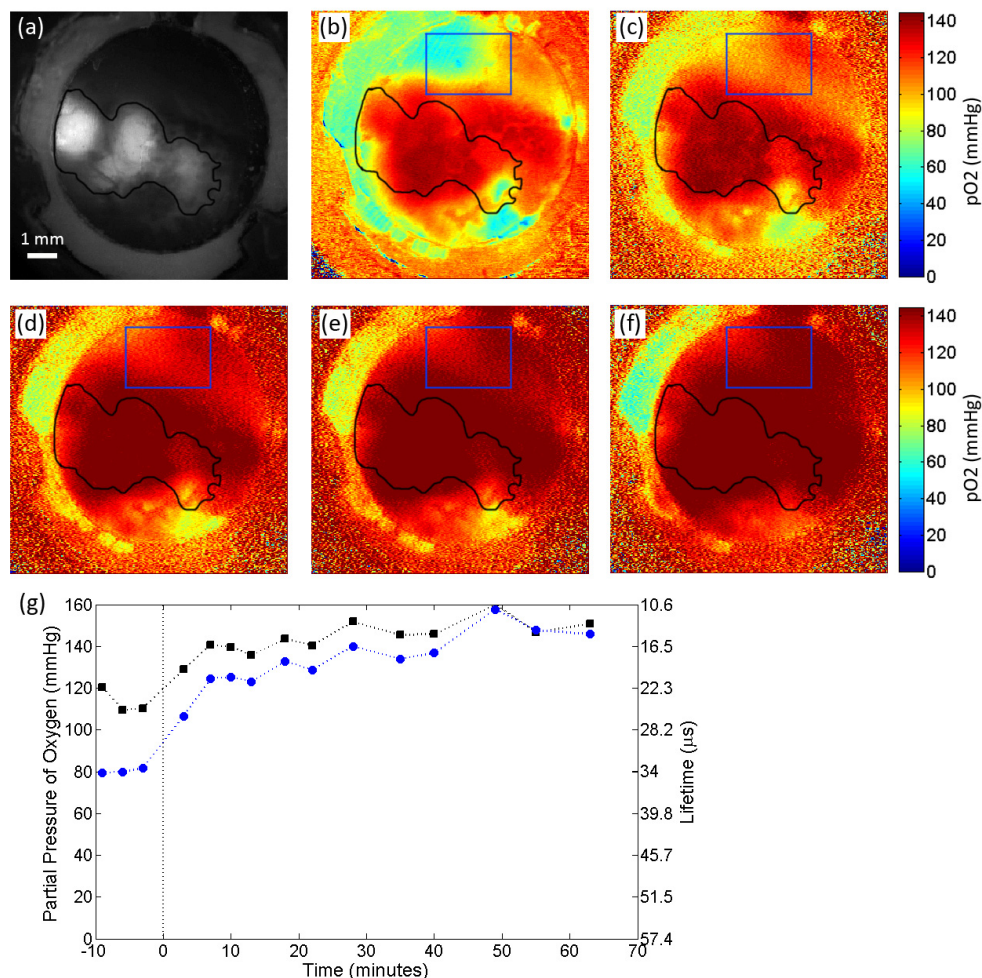 (a)
1 mm
(b)
(c)
140
120
100
80
60
40
20
0
pO2 (mmHg)
(d)
(e)
(f)
140
120
100
80
60
40
20
0
pO2 (mmHg)
(g)
160
140
120
100
80
60
40
20
0
Partial Pressure of Oxygen (mmHg)
10.6
16.5
22.3
28.2
34
39.8
45.7
51.5
57.4
Lifetime (μs)
-10 0 10 20 30 40 50 60 70
Time (minutes)